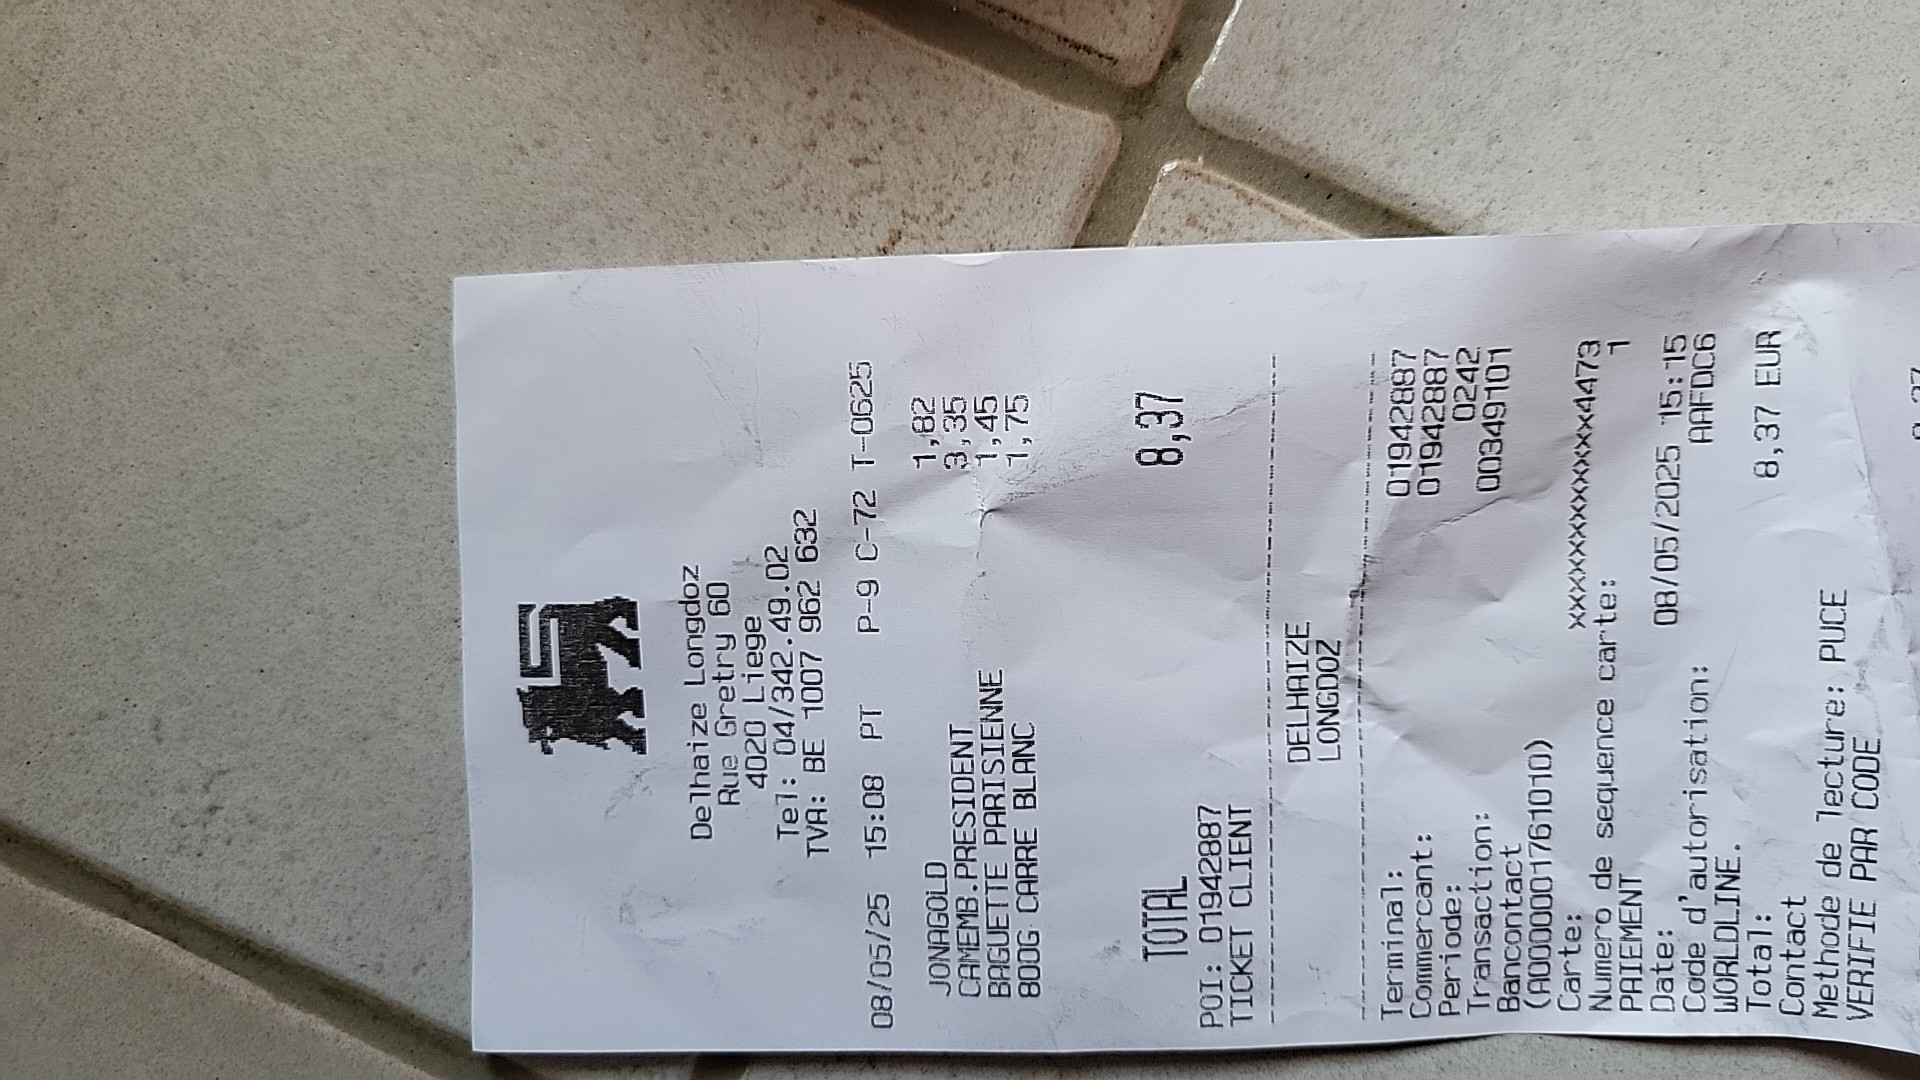 Delhaize Longdoz
Rue Gretry 60
4020 Liege
Tel: 04/342.49.02
TVA: BE 1007 962 632
08/05/25 15:08 PT P-9 C-72 T-0625
JONAGOLD 1,82
CAMEMB.PRESIDENT 3,35
BAGUETTE PARISIENNE 1,45
800G CARRE BLANC 1,75
TOTAL 8,37
POI: 01942887
TICKET CLIENT
DELHAIZE
LONGDOZ
Terminal: 01942887
Commercant: 01942887
Periode: 0242
Transaction: 00349101
Bancontact
(A0000001761010)
Carte: xxxxxxxxxxxxx4473
Numero de sequence carte: 1
PAIEMENT
Date: 08/05/2025 15:15
Code d'autorisation: AAFDC6
WORLDLINE.
Total: 8,37 EUR
Contact
Methode de lecture: PUCE
VERIFIE PAR CODE